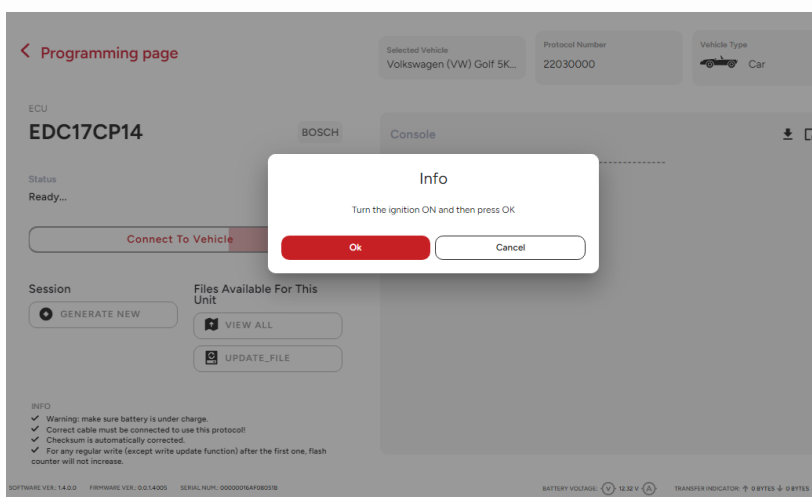 Programming page
Selected Vehicle
Volkswagen (VW) Golf 5K...
Protocol Number
22030000
Vehicle Type
Car
ECU
EDC17CP14
BOSCH
Console
Status
Ready...
Info
Turn the ignition ON and then press OK
Ok
Cancel
Connect To Vehicle
Session
GENERATE NEW
Files Available For This
Unit
VIEW ALL
UPDATE_FILE
INFO
Warning: make sure battery is under charge.
Correct cable must be connected to use this protocol!
Checksum is automatically corrected.
For any regular write (except write update function) after the first one, flash
counter will not increase.
SOFTWARE VER.: 1.4.0.0 FIRMWARE VER.: 0.0.1.4005 SERIAL NUM.: 00000016AF0B0516 BATTERY VOLTAGE: V 12.32 V A TRANSFER INDICATOR: 0 BYTES 0 BYTES